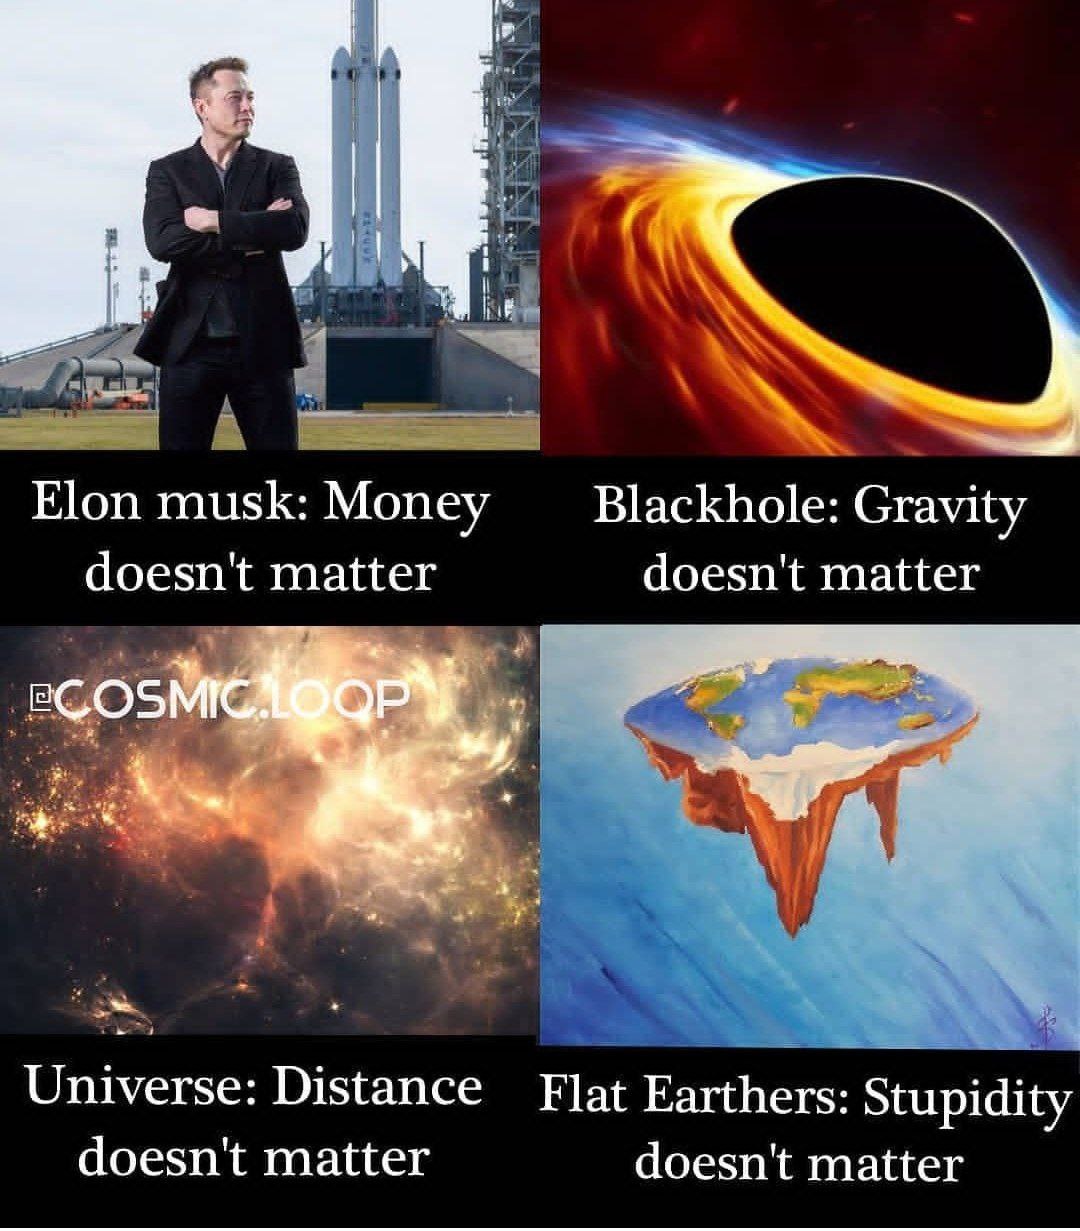 SPACEX
Elon musk: Money
doesn't matter
Blackhole: Gravity
doesn't matter
@COSMIC.LOOP
Universe: Distance
doesn't matter
Flat Earthers: Stupidity
doesn't matter